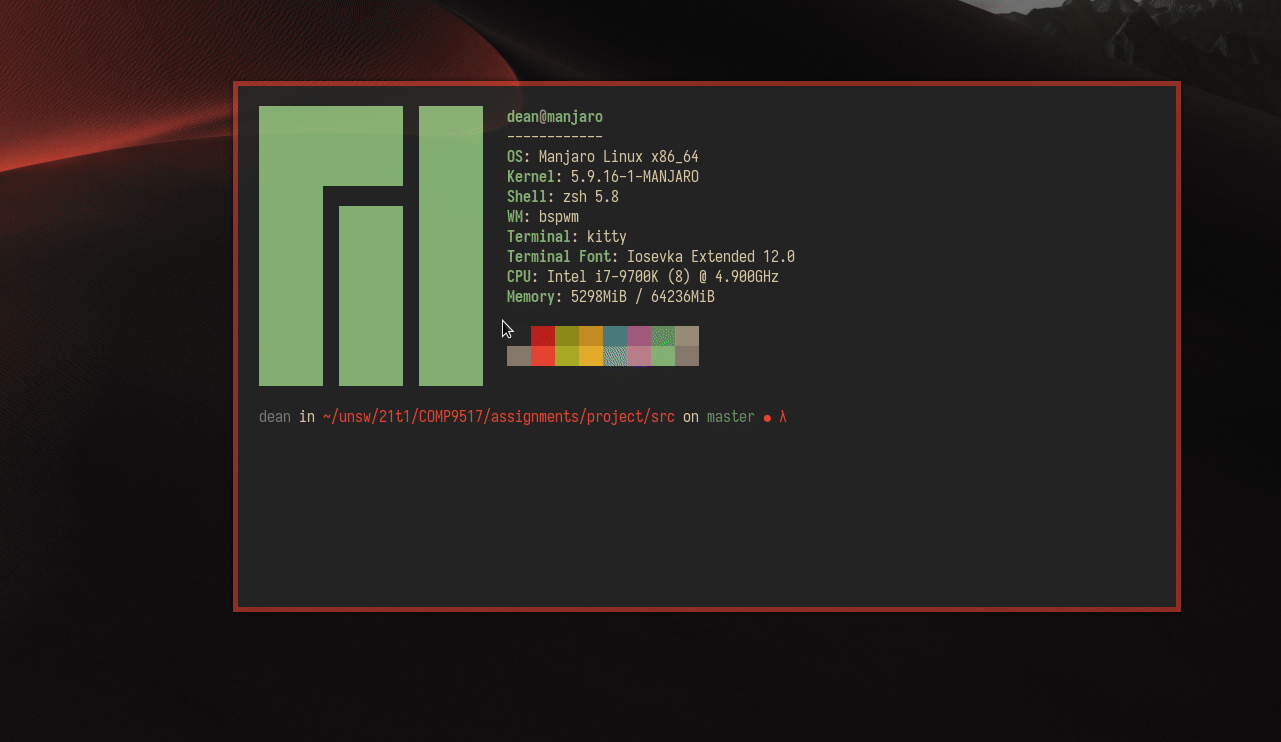 dean@manjaro
------------
OS: Manjaro Linux x86_64
Kernel: 5.9.16-1-MANJARO
Shell: zsh 5.8
WM: bspwm
Terminal: kitty
Terminal Font: Iosevka Extended 12.0
CPU: Intel i7-9700K (8) @ 4.900GHz
Memory: 5298MiB / 64236MiB
dean in ~/unsw/21t1/COMP9517/assignments/project/src on master ● λ